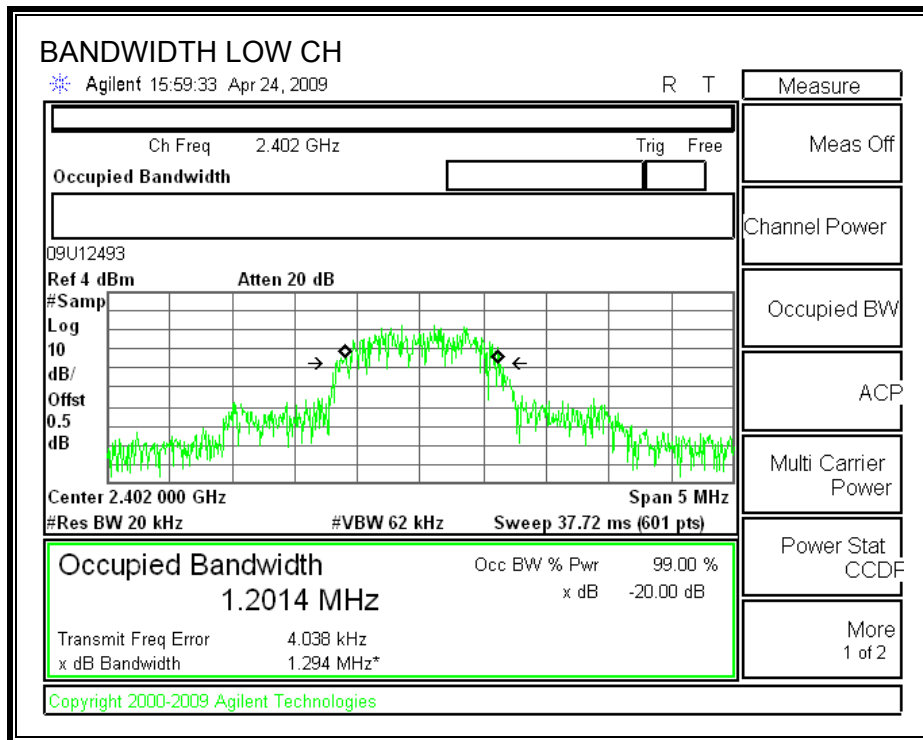 BANDWIDTH LOW CH
Agilent 15:59:33 Apr 24, 2009 R T
Measure
Ch Freq 2.402 GHz Trig Free
Meas Off
Occupied Bandwidth
Channel Power
09U12493
Ref 4 dBm Atten 20 dB
#Samp
Log
10
dB/
Offst
0.5
dB
Occupied BW
ACP
Center 2.402 000 GHz Span 5 MHz
#Res BW 20 kHz #VBW 62 kHz Sweep 37.72 ms (601 pts)
Multi Carrier
Power
Occupied Bandwidth
1.2014 MHz
Occ BW % Pwr 99.00 %
x dB -20.00 dB
Transmit Freq Error 4.038 kHz
x dB Bandwidth 1.294 MHz*
Power Stat
CCDF
More
1 of 2
Copyright 2000-2009 Agilent Technologies